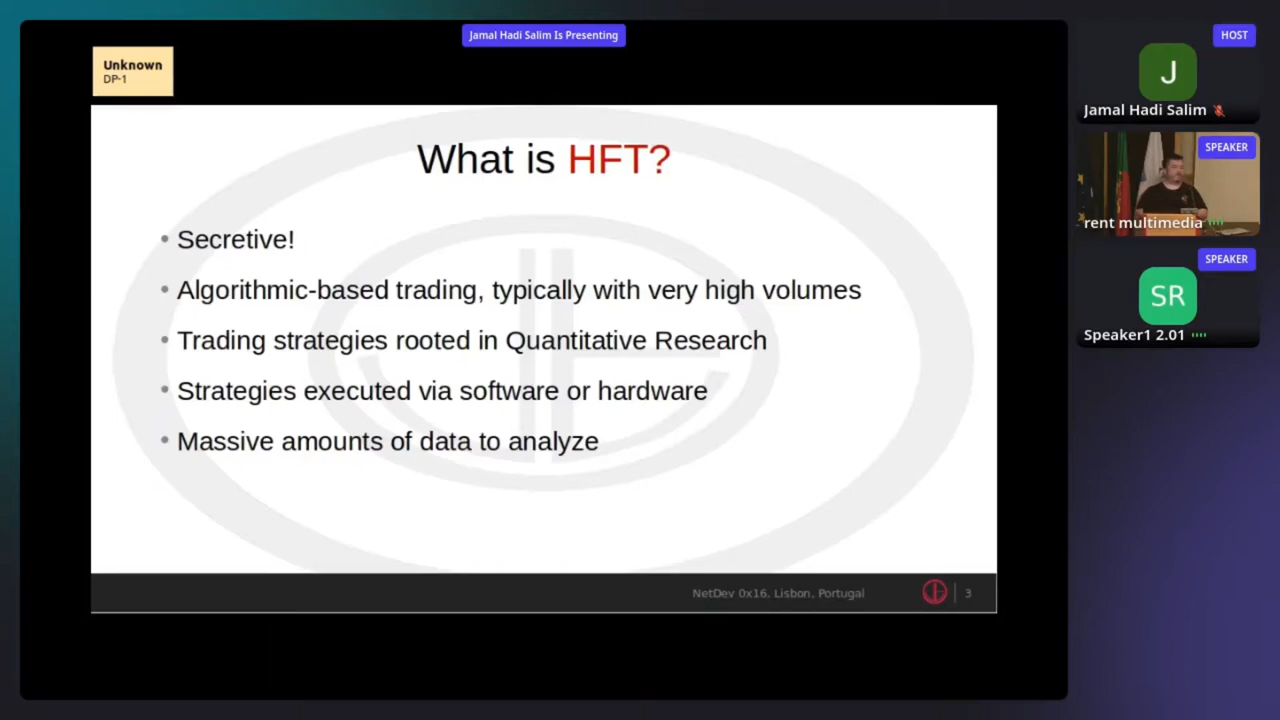 Jamal Hadi Salim Is Presenting
Unknown
DP-1
What is HFT?
• Secretive!
• Algorithmic-based trading, typically with very high volumes
• Trading strategies rooted in Quantitative Research
• Strategies executed via software or hardware
• Massive amounts of data to analyze
NetDev 0x16. Lisbon, Portugal
3
HOST
J
Jamal Hadi Salim
SPEAKER
rent multimedia
SPEAKER
SR
Speaker1 2.01